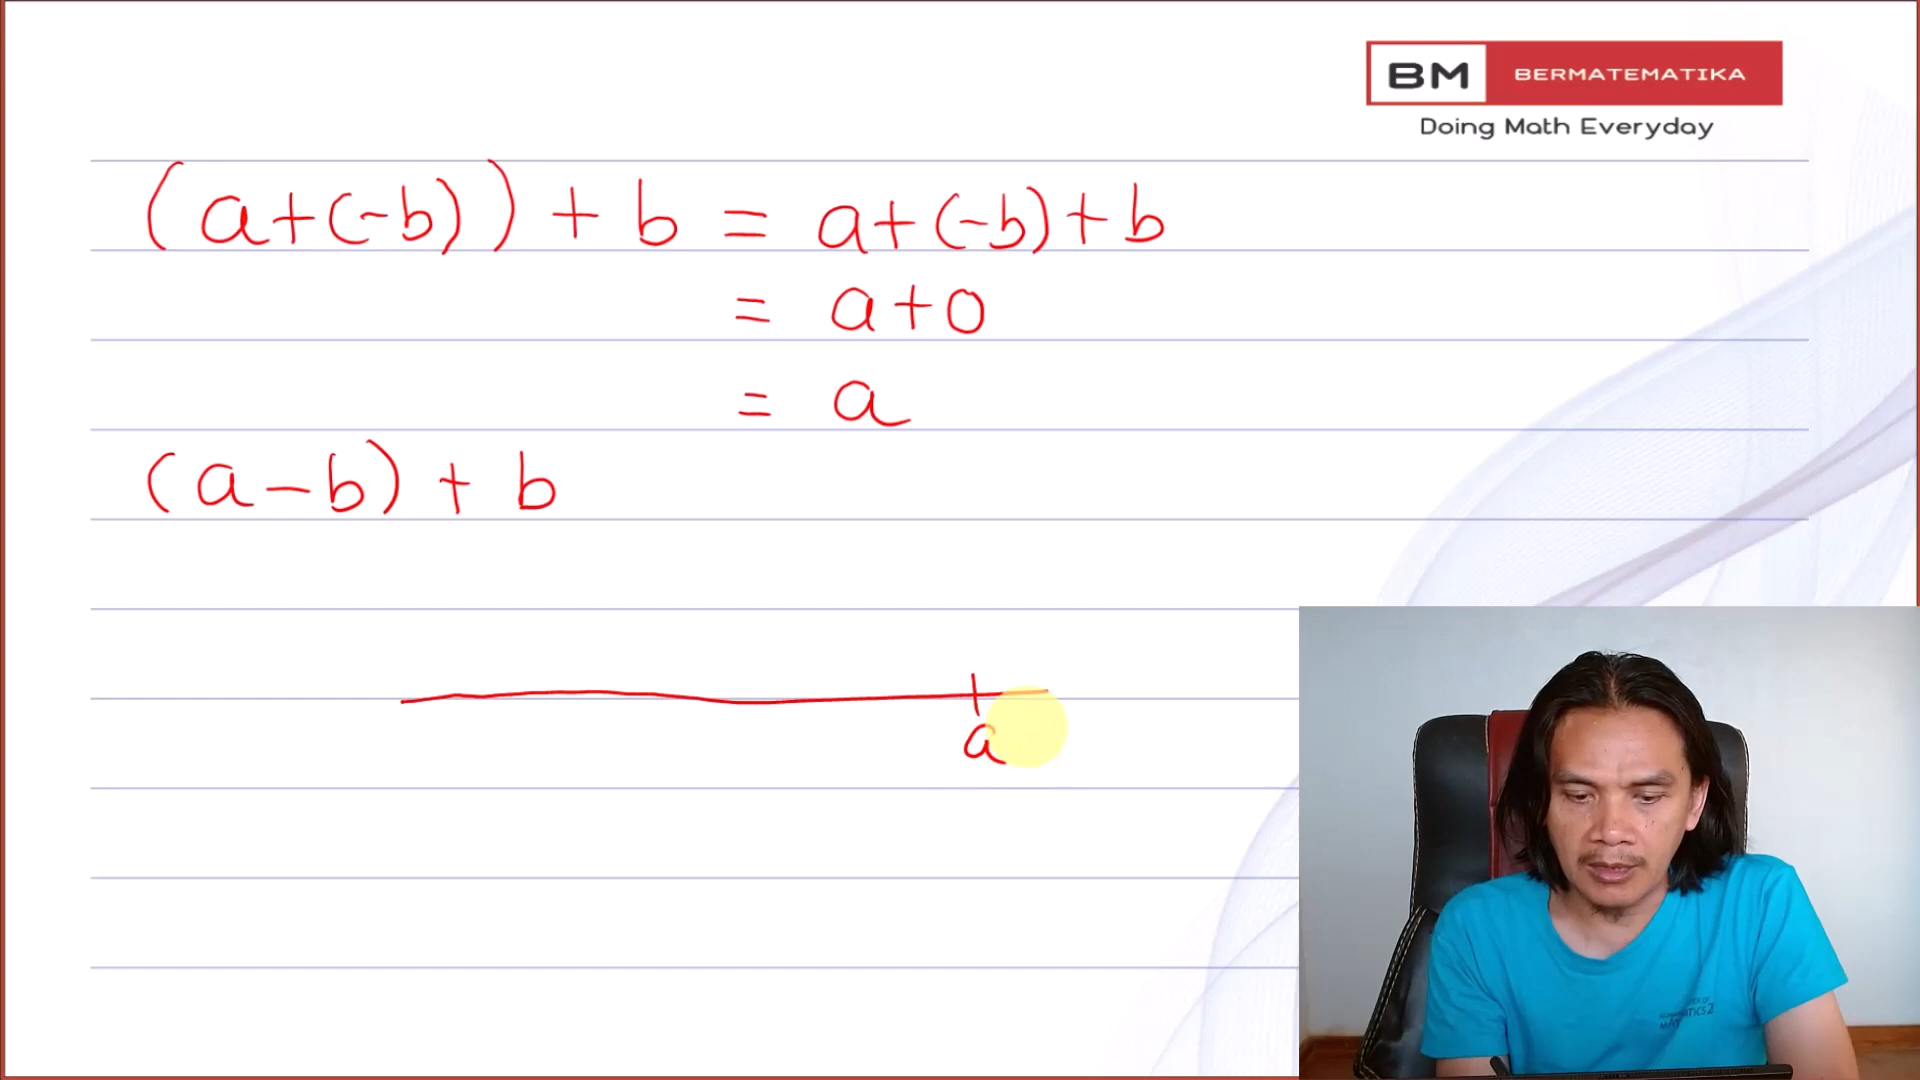 BM BERMATEMATIKA
Doing Math Everyday
(a+(-b)) + b = a+(-b)+b
= a+0
= a
(a-b) + b
a